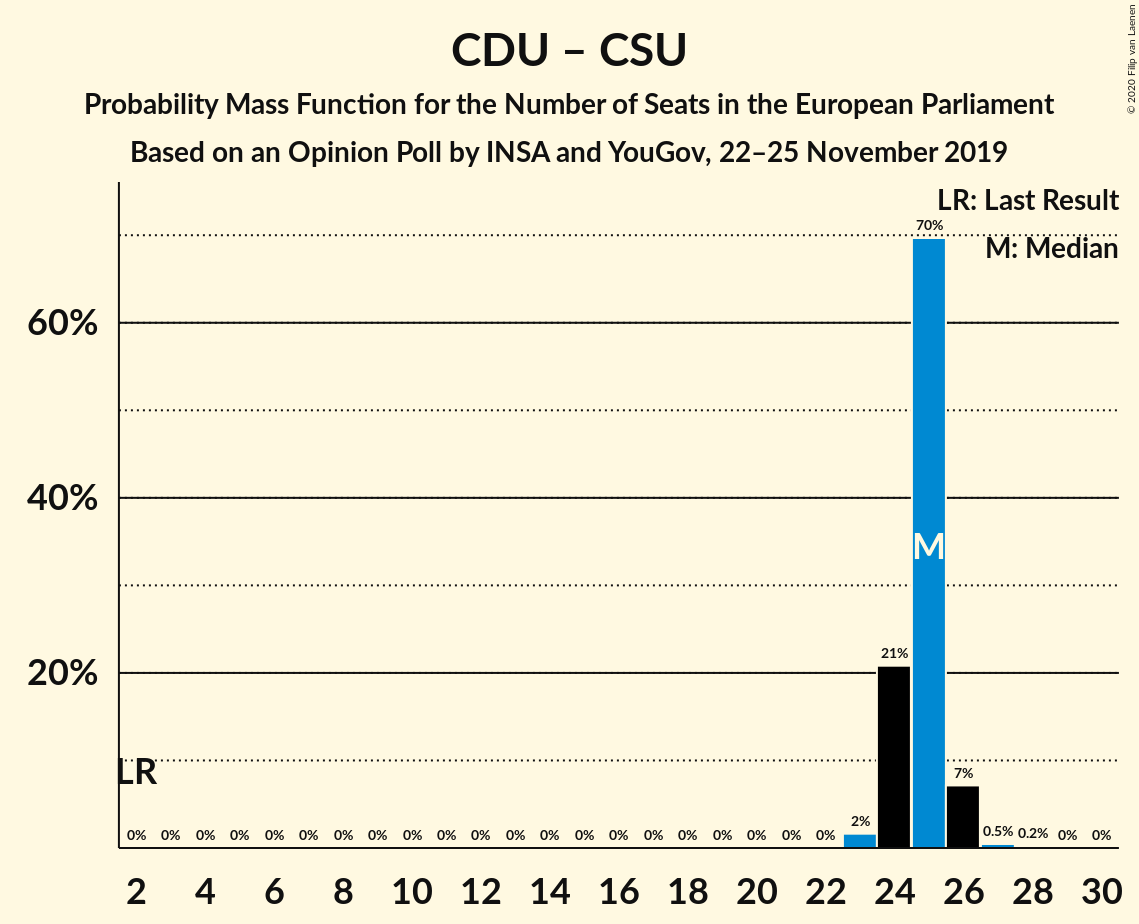 CDU – CSU
Probability Mass Function for the Number of Seats in the European Parliament
Based on an Opinion Poll by INSA and YouGov, 22–25 November 2019
© 2020 Filip van Laenen
LR: Last Result
M: Median
70%
60%
40%
M
21%
20%
LR
7%
0% 0% 0% 0% 0% 0% 0% 0% 0% 0% 0% 0% 0% 0% 0% 0% 0% 0% 0% 0% 0% 2% 0.5% 0.2% 0% 0%
2 4 6 8 10 12 14 16 18 20 22 24 26 28 30